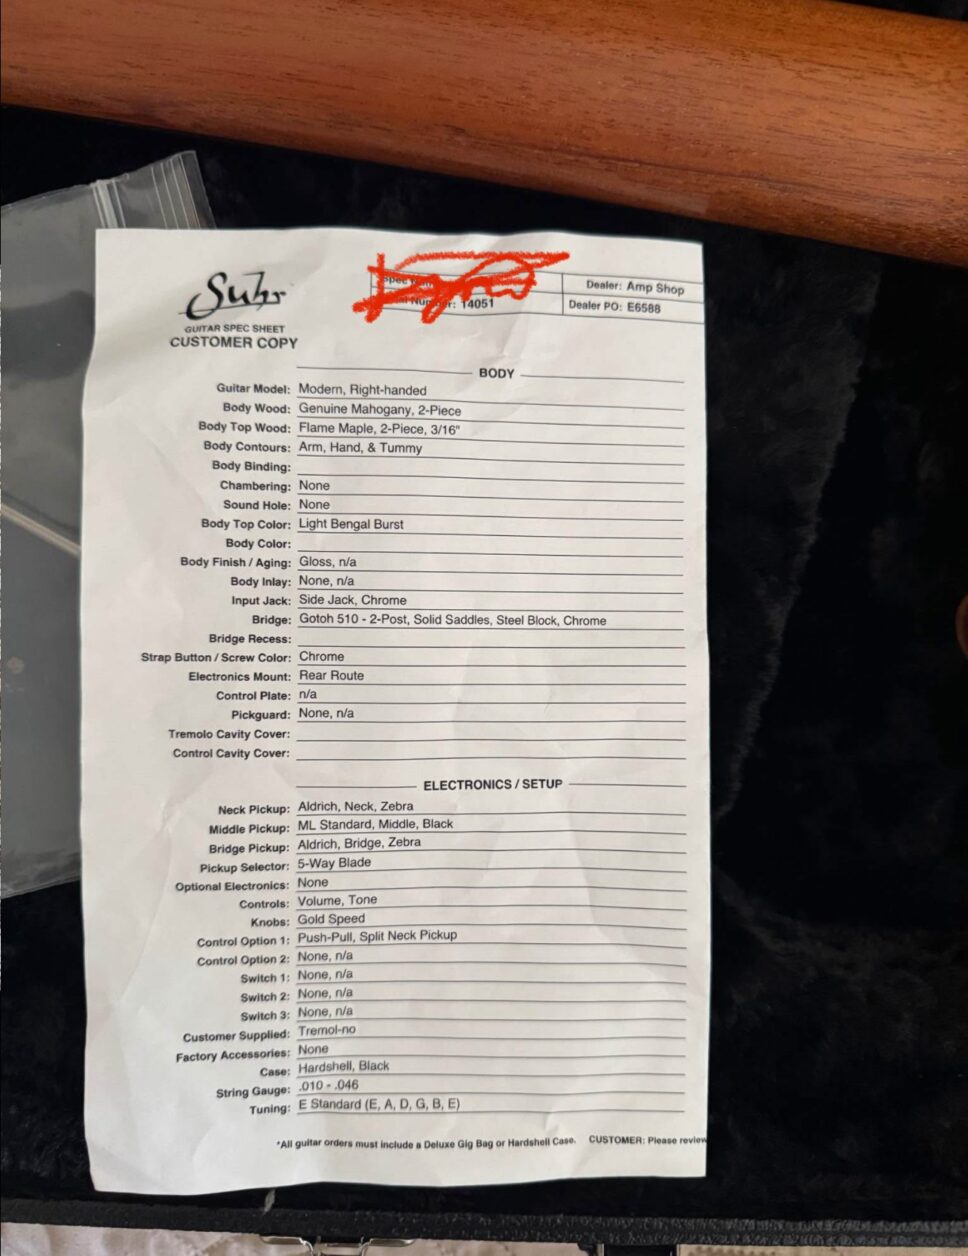 Suhr
GUITAR SPEC SHEET
CUSTOMER COPY
Dealer: Amp Shop
Number: 14051
Dealer PO: E6588
BODY
Guitar Model: Modern, Right-handed
Body Wood: Genuine Mahogany, 2-Piece
Body Top Wood: Flame Maple, 2-Piece, 3/16"
Body Contours: Arm, Hand, & Tummy
Body Binding:
Chambering: None
Sound Hole: None
Body Top Color: Light Bengal Burst
Body Color:
Body Finish / Aging: Gloss, n/a
Body Inlay: None, n/a
Input Jack: Side Jack, Chrome
Bridge: Gotoh 510 - 2-Post, Solid Saddles, Steel Block, Chrome
Bridge Recess:
Strap Button / Screw Color: Chrome
Electronics Mount: Rear Route
Control Plate: n/a
Pickguard: None, n/a
Tremolo Cavity Cover:
Control Cavity Cover:
ELECTRONICS / SETUP
Neck Pickup: Aldrich, Neck, Zebra
Middle Pickup: ML Standard, Middle, Black
Bridge Pickup: Aldrich, Bridge, Zebra
Pickup Selector: 5-Way Blade
Optional Electronics: None
Controls: Volume, Tone
Knobs: Gold Speed
Control Option 1: Push-Pull, Split Neck Pickup
Control Option 2: None, n/a
Switch 1: None, n/a
Switch 2: None, n/a
Switch 3: None, n/a
Customer Supplied: Tremol-no
Factory Accessories: None
Case: Hardshell, Black
String Gauge: .010 - .046
Tuning: E Standard (E, A, D, G, B, E)
*All guitar orders must include a Deluxe Gig Bag or Hardshell Case. CUSTOMER: Please review